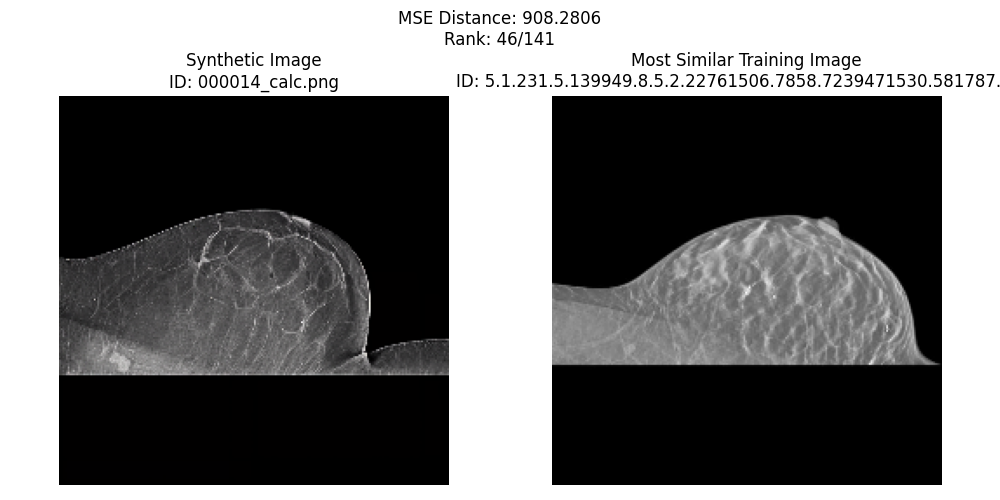 MSE Distance: 908.2806
Rank: 46/141
Synthetic Image
ID: 000014_calc.png
Most Similar Training Image
ID: 5.1.231.5.139949.8.5.2.22761506.7858.7239471530.581787.